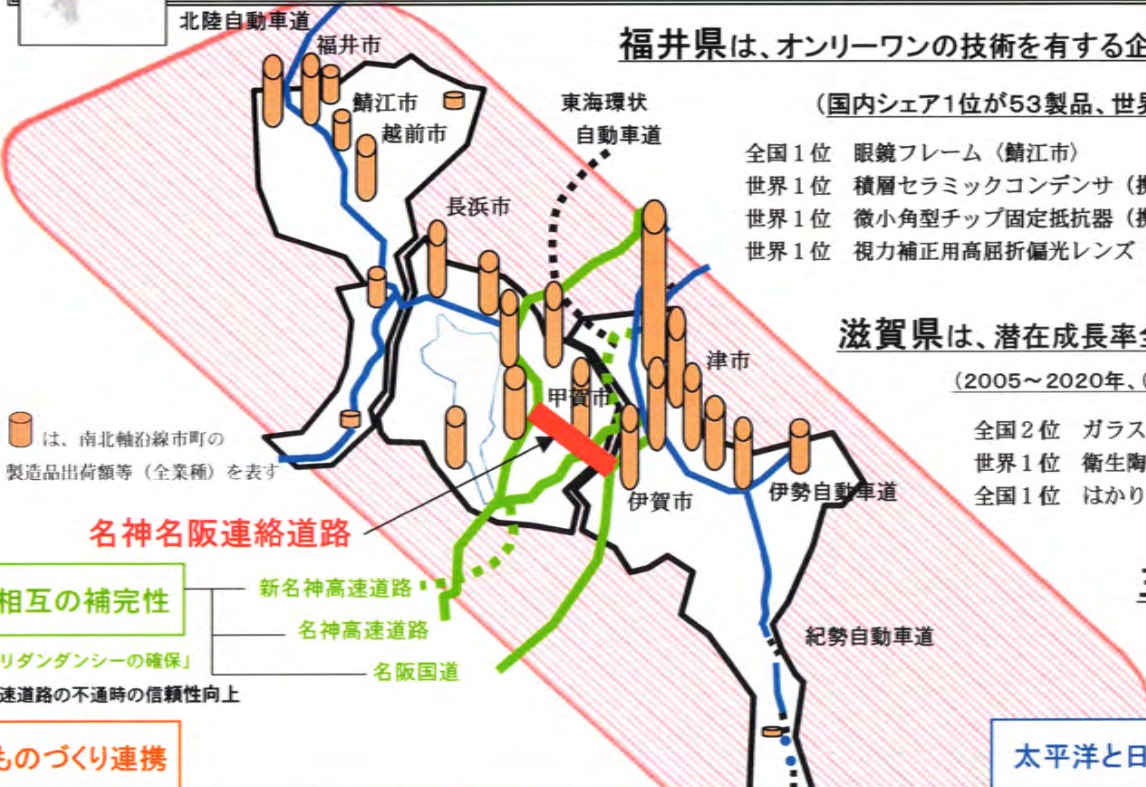 北陸自動車道
福井市
鯖江市
越前市
長浜市
東海環状
自動車道
福井県は、オンリーワンの技術を有する企
（国内シェア1位が53製品、世界
全国1位 眼鏡フレーム〈鯖江市〉
世界1位 積層セラミックコンデンサ（携
世界1位 微小角型チップ固定抵抗器（携
世界1位 視力補正用高屈折偏光レンズ
滋賀県は、潜在成長率全
（2005～2020年、（
全国2位 ガラス
世界1位 衛生陶
全国1位 はかり
津市
甲賀市
伊賀市
伊勢自動車道
は、南北軸沿線市町の
製造品出荷額等（全業種）を表す
名神名阪連絡道路
相互の補完性
リダンダンシーの確保」
速道路の不通時の信頼性向上
新名神高速道路
名神高速道路
名阪国道
紀勢自動車道
ものづくり連携
太平洋と日